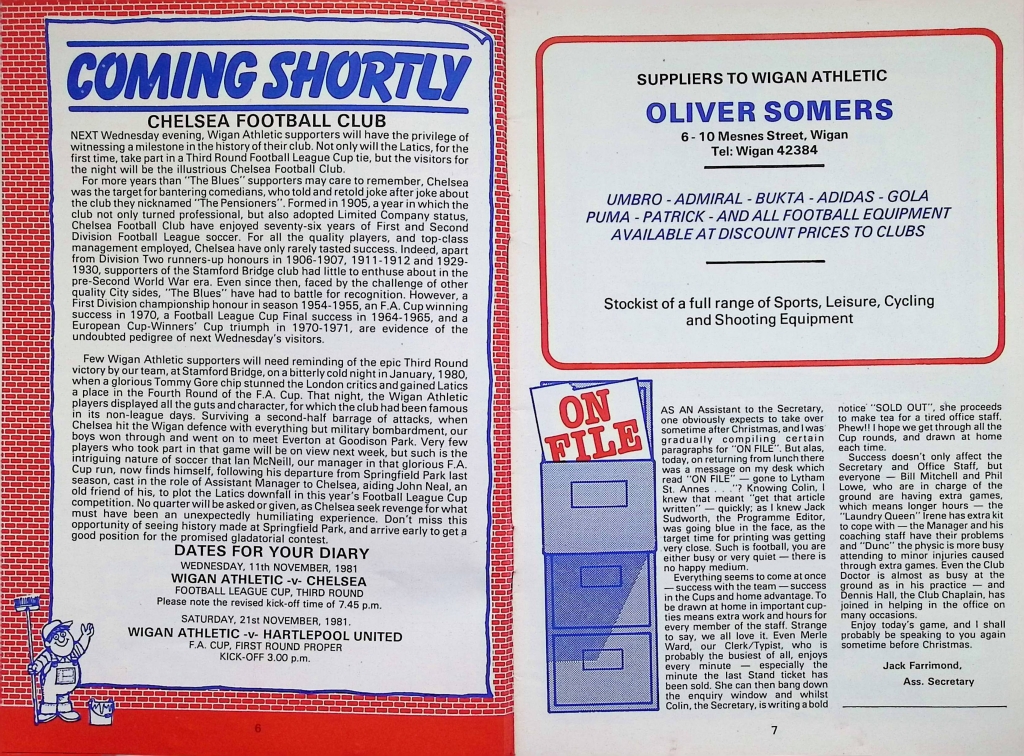 COMING SHORTLY
CHELSEA FOOTBALL CLUB
NEXT Wednesday evening, Wigan Athletic supporters will have the privilege of
witnessing a milestone in the history of their club. Not only will the Latics, for the
first time, take part in a Third Round Football League Cup tie, but the visitors for
the night will be the illustrious Chelsea Football Club.
For more years than "The Blues" supporters may care to remember, Chelsea
was the target for bantering comedians, who told and retold joke after joke about
the club they nicknamed "The Pensioners". Formed in 1905, a year in which the
club not only turned professional, but also adopted Limited Company status,
Chelsea Football Club have enjoyed seventy-six years of First and Second
Division Football League soccer. For all the quality players, and top-class
management employed, Chelsea have only rarely tasted success. Indeed, apart
from Division Two runners-up honours in 1906-1907, 1911-1912 and 1929-
1930, supporters of the Stamford Bridge club had little to enthuse about in the
pre-Second World War era. Even since then, faced by the challenge of other
quality City sides, "The Blues" have had to battle for recognition. However, a
First Division championship honour in season 1954-1955, an F.A. Cup winning
success in 1970, a Football League Cup Final success in 1964-1965, and a
European Cup-Winners' Cup triumph in 1970-1971, are evidence of the
undoubted pedigree of next Wednesday's visitors.
Few Wigan Athletic supporters will need reminding of the epic Third Round
victory by our team, at Stamford Bridge, on a bitterly cold night in January, 1980,
when a glorious Tommy Gore chip stunned the London critics and gained Latics
a place in the Fourth Round of the F.A. Cup. That night, the Wigan Athletic
players displayed all the guts and character, for which the club had been famous
in its non-league days. Surviving a second-half barrage of attacks, when
Chelsea hit the Wigan defence with everything but military bombardment, our
boys won through and went on to meet Everton at Goodison Park. Very few
players who took part in that game will be on view next week, but such is the
intriguing nature of soccer that Ian McNeill, our manager in that glorious F.A.
Cup run, now finds himself, following his departure from Springfield Park last
season, cast in the role of Assistant Manager to Chelsea, aiding John Neal, an
old friend of his, to plot the Latics downfall in this year's Football League Cup
competition. No quarter will be asked or given, as Chelsea seek revenge for what
must have been an unexpectedly humiliating experience. Don't miss this
opportunity of seeing history made at Springfield Park, and arrive early to get a
good position for the promised gladatorial contest.
DATES FOR YOUR DIARY
WEDNESDAY, 11th NOVEMBER, 1981
WIGAN ATHLETIC -v- CHELSEA
FOOTBALL LEAGUE CUP, THIRD ROUND
Please note the revised kick-off time of 7.45 p.m.
SATURDAY, 21st NOVEMBER, 1981.
WIGAN ATHLETIC -v- HARTLEPOOL UNITED
F.A. CUP, FIRST ROUND PROPER
KICK-OFF 3.00 p.m.
6
SUPPLIERS TO WIGAN ATHLETIC
OLIVER SOMERS
6 - 10 Mesnes Street, Wigan
Tel: Wigan 42384
UMBRO - ADMIRAL - BUKTA - ADIDAS - GOLA
PUMA - PATRICK - AND ALL FOOTBALL EQUIPMENT
AVAILABLE AT DISCOUNT PRICES TO CLUBS
Stockist of a full range of Sports, Leisure, Cycling
and Shooting Equipment
ON
FILE
AS AN Assistant to the Secretary,
one obviously expects to take over
sometime after Christmas, and I was
gradually compiling certain
paragraphs for "ON FILE". But alas,
today, on returning from lunch there
was a message on my desk which
read "ON FILE" — gone to Lytham
St. Annes . . ."? Knowing Colin, I
knew that meant "get that article
written" — quickly; as I knew Jack
Sudworth, the Programme Editor,
was going blue in the face, as the
target time for printing was getting
very close. Such is football, you are
either busy or very quiet — there is
no happy medium.
Everything seems to come at once
— success with the team — success
in the Cups and home advantage. To
be drawn at home in important cup-
ties means extra work and hours for
every member of the staff. Strange
to say, we all love it. Even Merle
Ward, our Clerk/Typist, who is
probably the busiest of all, enjoys
every minute — especially the
minute the last Stand ticket has
been sold. She can then bang down
the enquiry window and whilst
Colin, the Secretary, is writing a bold
notice "SOLD OUT", she proceeds
to make tea for a tired office staff.
Phew!! I hope we get through all the
Cup rounds, and drawn at home
each time.
Success doesn't only affect the
Secretary and Office Staff, but
everyone — Bill Mitchell and Phil
Lowe, who are in charge of the
ground are having extra games,
which means longer hours — the
"Laundry Queen" Irene has extra kit
to cope with — the Manager and his
coaching staff have their problems
and "Dunc" the physio is more busy
attending to minor injuries caused
through extra games. Even the Club
Doctor is almost as busy at the
ground as in his practice — and
Dennis Hall, the Club Chaplain, has
joined in helping in the office on
many occasions.
Enjoy today's game, and I shall
probably be speaking to you again
sometime before Christmas.
Jack Farrimond,
Ass. Secretary
7